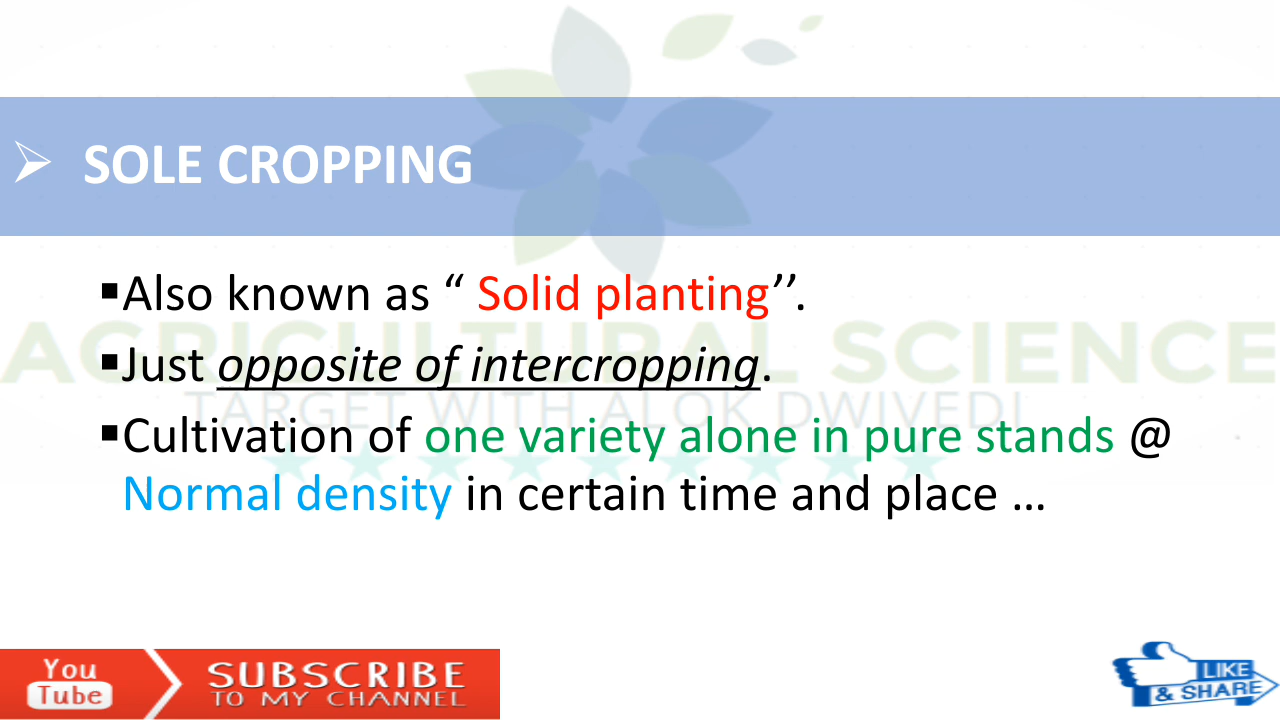 ➢ SOLE CROPPING
▪Also known as “ Solid planting’’.
▪Just opposite of intercropping.
AGRICULTURAL SCIENCE
TARGET WITH ALOK DWIVEDI
▪Cultivation of one variety alone in pure stands @
Normal density in certain time and place ...
You
Tube
SUBSCRIBE
TO MY CHANNEL
LIKE
& SHARE